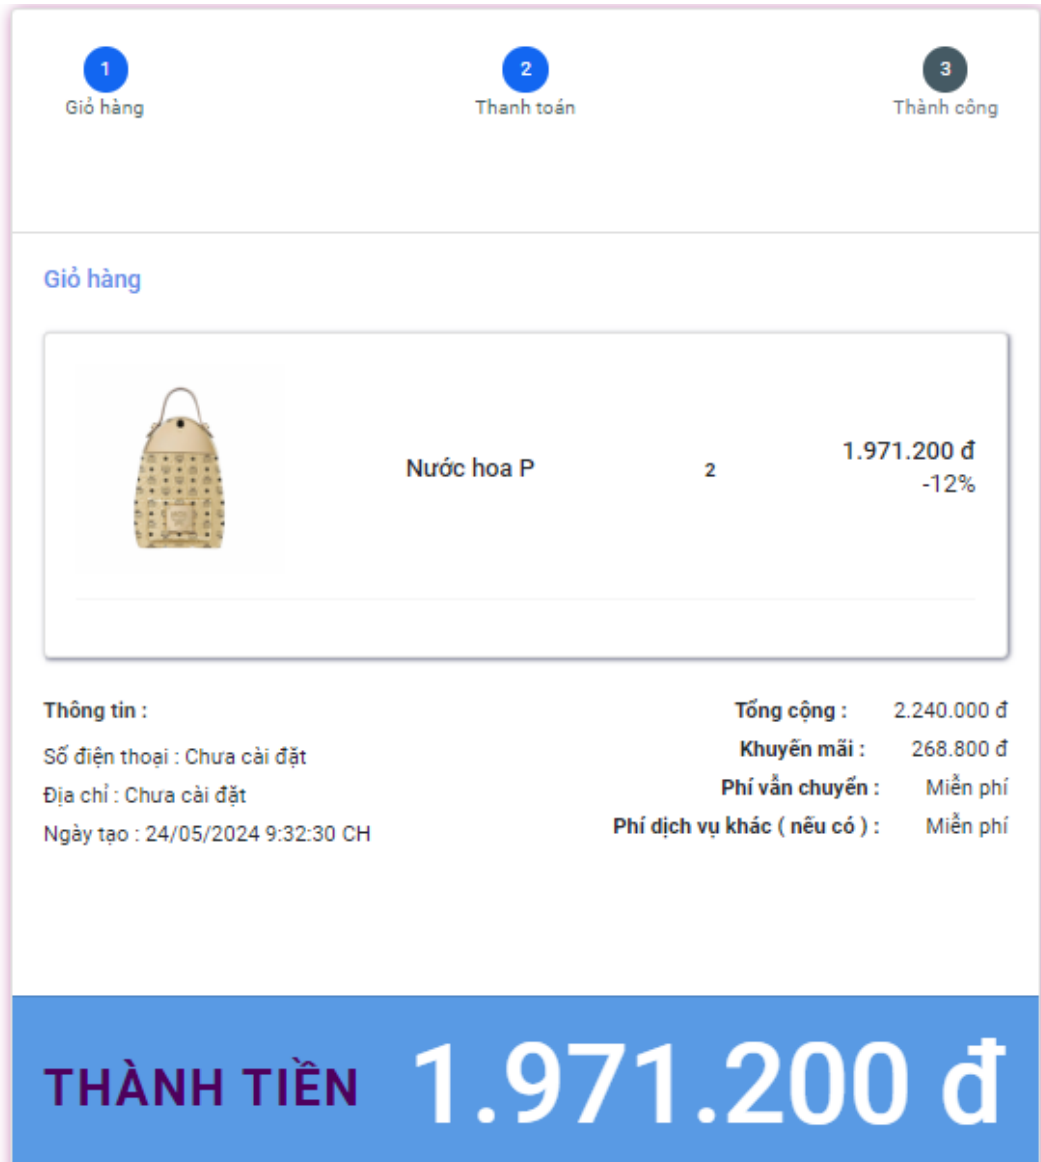 1 2 3
Giỏ hàng Thanh toán Thành công
Giỏ hàng
Nước hoa P 2 1.971.200 đ
-12%
Thông tin : Tổng cộng : 2.240.000 đ
Số điện thoại : Chưa cài đặt Khuyến mãi : 268.800 đ
Địa chỉ : Chưa cài đặt Phí vẫn chuyển : Miễn phí
Ngày tạo : 24/05/2024 9:32:30 CH Phí dịch vụ khác ( nếu có ) : Miễn phí
THÀNH TIỀN 1.971.200 đ